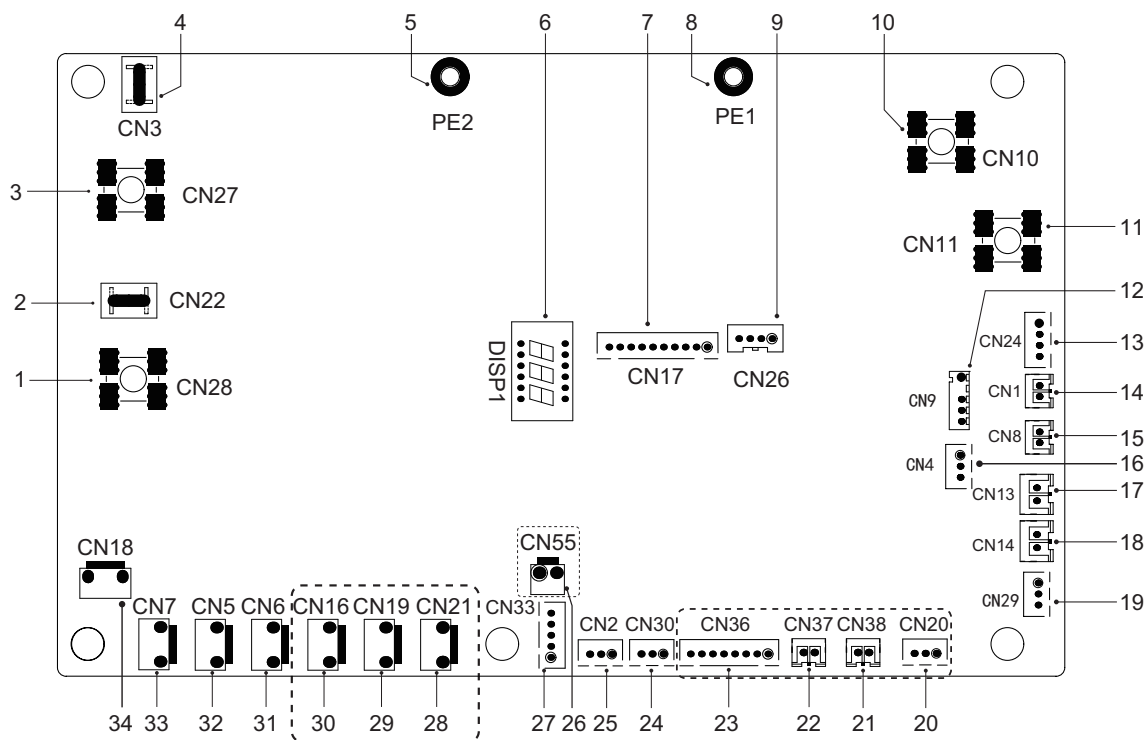 4 5 6 7 8 9 10
CN3 PE2 PE1
CN10
3 CN27
CN11 11
12
2 CN22
CN24 13
DISP1
CN17 CN26
1 CN28
CN9 CN1 14
CN8 15
CN4 16
CN13 17
CN55 CN14 18
CN18
CN7 CN5 CN6 CN16 CN19 CN21 CN33 CN29 19
CN2 CN30 CN36 CN37 CN38 CN20
34 33 32 31 30 29 28 27 26 25 24 23 22 21 20